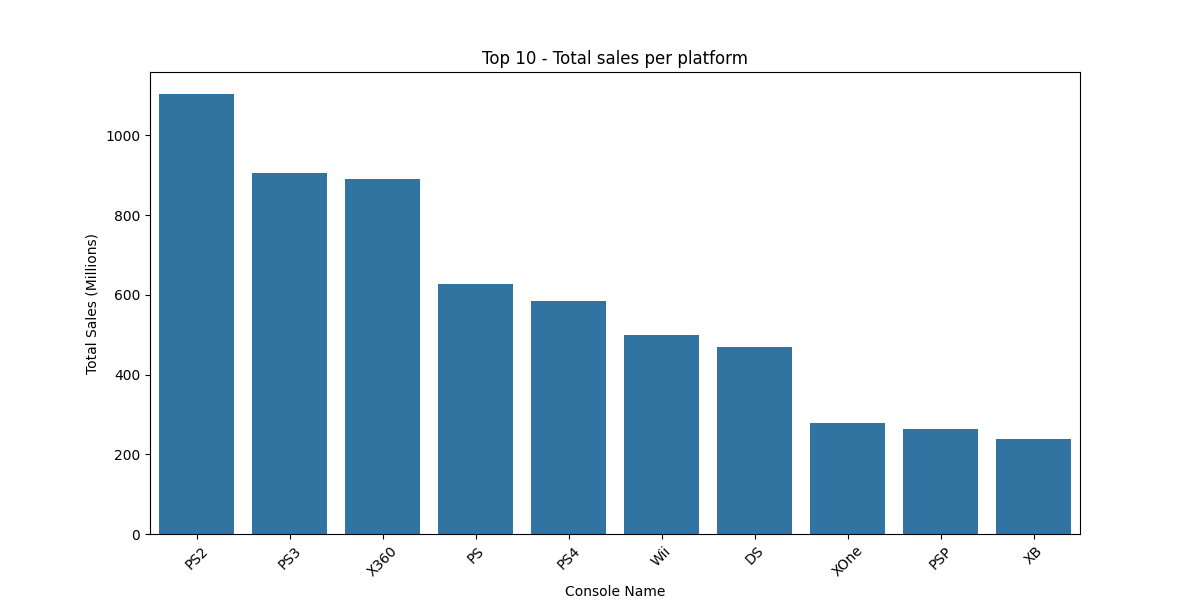 Top 10 - Total sales per platform
Total Sales (Millions)
1000
800
600
400
200
0
PS2 PS3 X360 PS PS4 Wii DS XOne PSP XB
Console Name